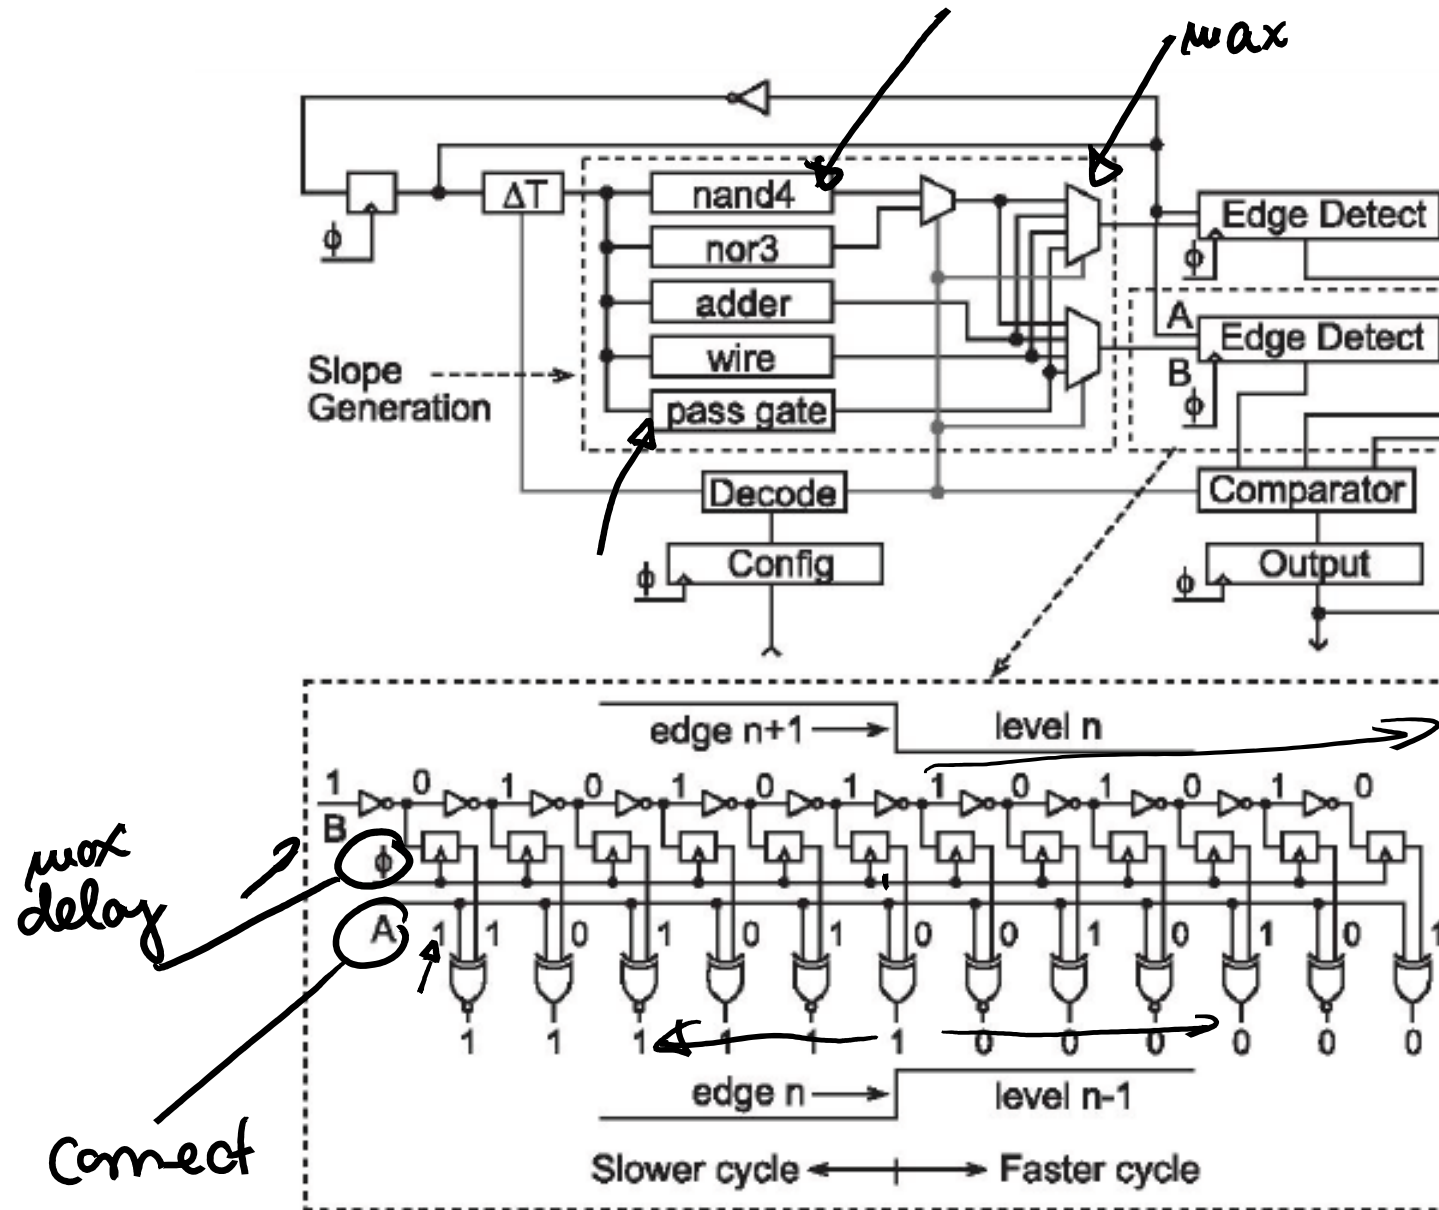 max
ΔT
nand4
nor3
adder
wire
pass gate
Slope
Generation
ϕ
Edge Detect
ϕ
A
Edge Detect
B
ϕ
Decode
Comparator
ϕ
Config
ϕ
Output
edge n+1
level n
1 0 1 0 1 0 1 1 0 1 0 1 0
B
ϕ
max
delay
A
1 1 0 1 0 1 0 0 1 0 1 0 1
1 1 1 1 1 1 0 0 0 0 0 0
correct
edge n
level n-1
Slower cycle
Faster cycle